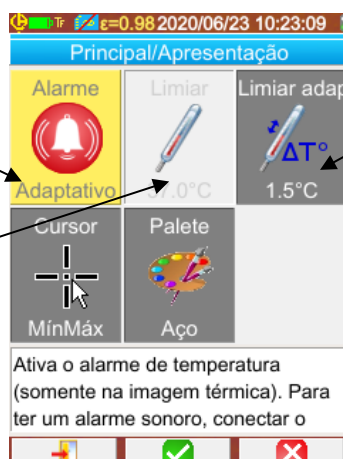 Tr ε=0.98 2020/06/23 10:23:09
Principal/Apresentação
Alarme Limiar Limiar adap
ΔT°
Adaptativo 37.0°C 1.5°C
Cursor Palete
MínMáx Aço
Ativa o alarme de temperatura
(somente na imagem térmica). Para
ter um alarme sonoro, conectar o